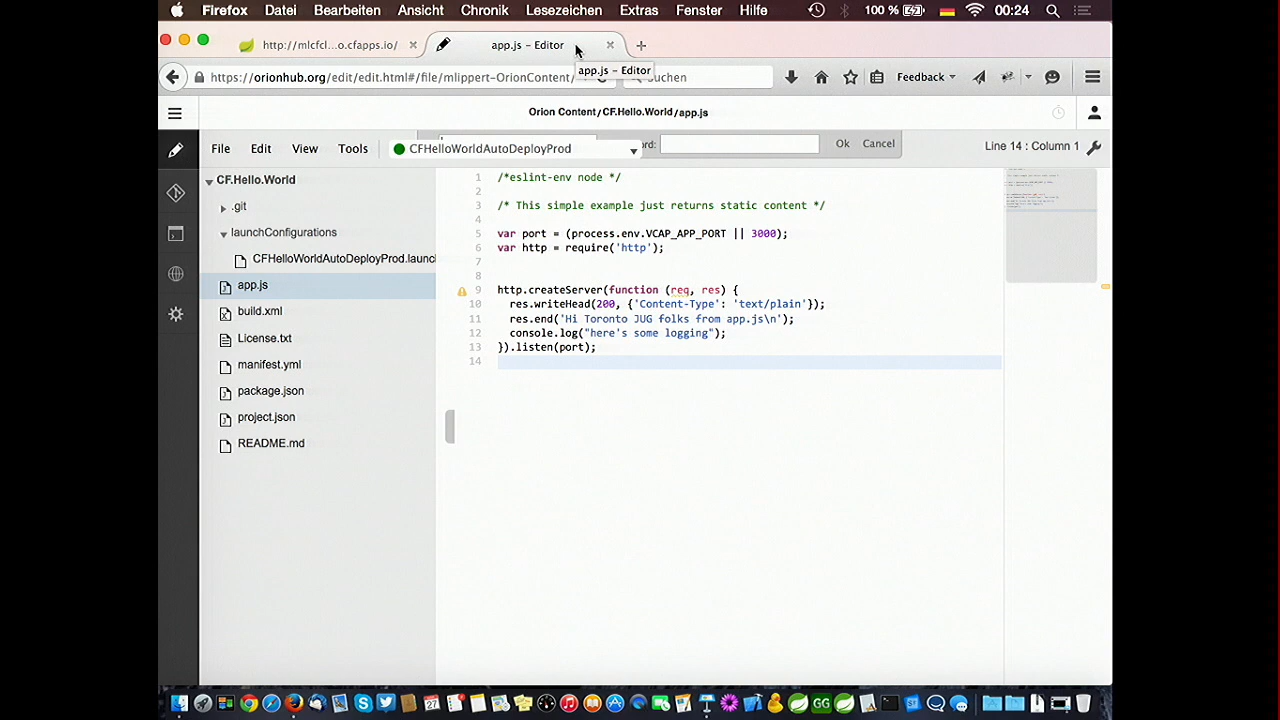 Firefox Datei Bearbeiten Ansicht Chronik Lesezeichen Extras Fenster Hilfe 100 % 00:24
http://mlcfcl...o.cfapps.io/ app.js – Editor
https://orionhub.org/edit/edit.html#/file/mlippert-OrionContent/ app.js – Editor Suchen Feedback
Orion Content/CF.Hello.World/app.js
File Edit View Tools CFHelloWorldAutoDeployProd rd: Ok Cancel Line 14 : Column 1
CF.Hello.World
.git
launchConfigurations
CFHelloWorldAutoDeployProd.launc
app.js
build.xml
License.txt
manifest.yml
package.json
project.json
README.md
1 /*eslint-env node */
2
3 /* This simple example just returns static content */
4
5 var port = (process.env.VCAP_APP_PORT || 3000);
6 var http = require('http');
7
8
9 http.createServer(function (req, res) {
10 res.writeHead(200, {'Content-Type': 'text/plain'});
11 res.end('Hi Toronto JUG folks from app.js\n');
12 console.log("here's some logging");
13 }).listen(port);
14
27
GG